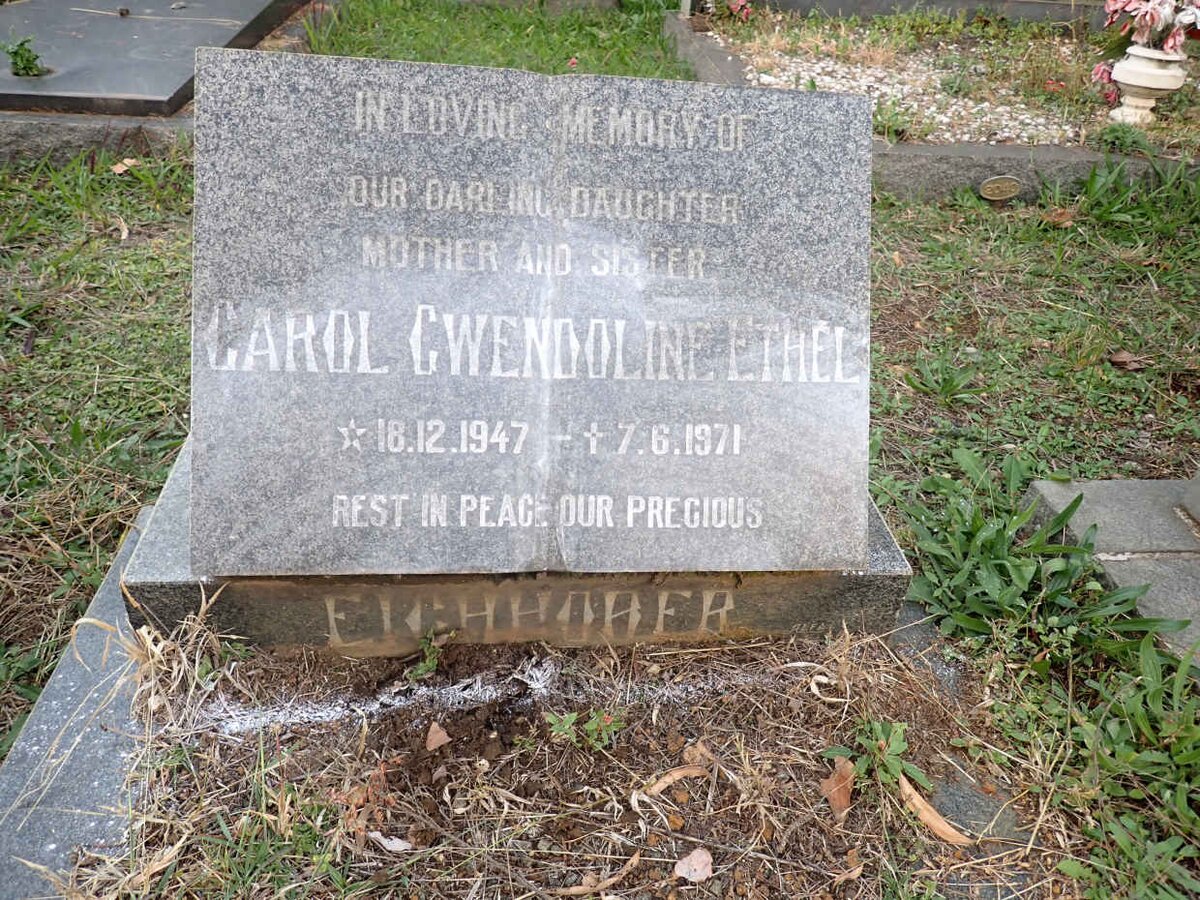 IN LOVING MEMORY OF
OUR DARLING DAUGHTER
MOTHER AND SISTER
CAROL GWENDOLINE ETHEL
☆ 18.12.1947 – † 7.6.1971
REST IN PEACE OUR PRECIOUS
EICHHOEFER